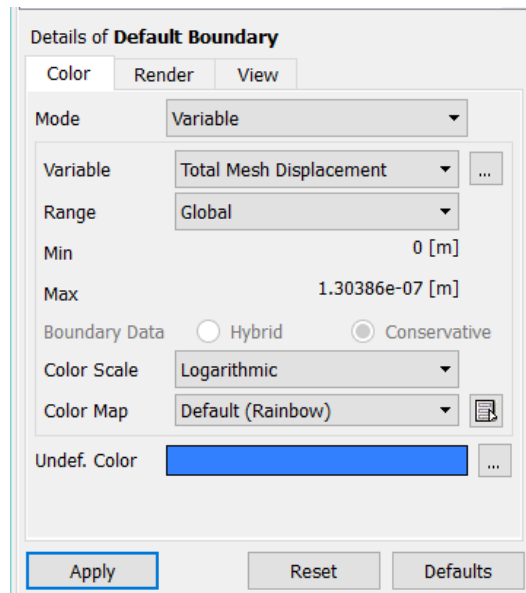 Details of Default Boundary
Color Render View
Mode Variable
Variable Total Mesh Displacement ...
Range Global
Min 0 [m]
Max 1.30386e-07 [m]
Boundary Data Hybrid Conservative
Color Scale Logarithmic
Color Map Default (Rainbow)
Undef. Color ...
Apply Reset Defaults